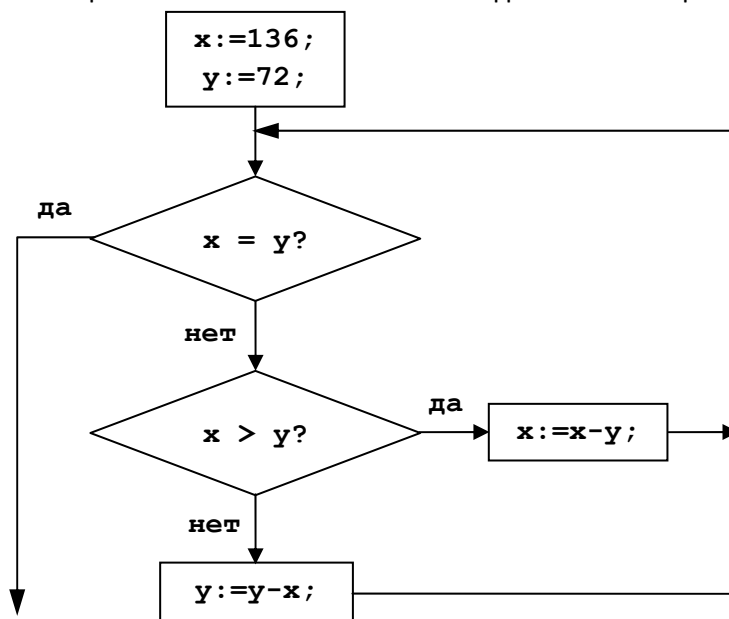 x:=136;
y:=72;
да
x = y?
нет
x > y?
да
x:=x-y;
нет
y:=y-x;